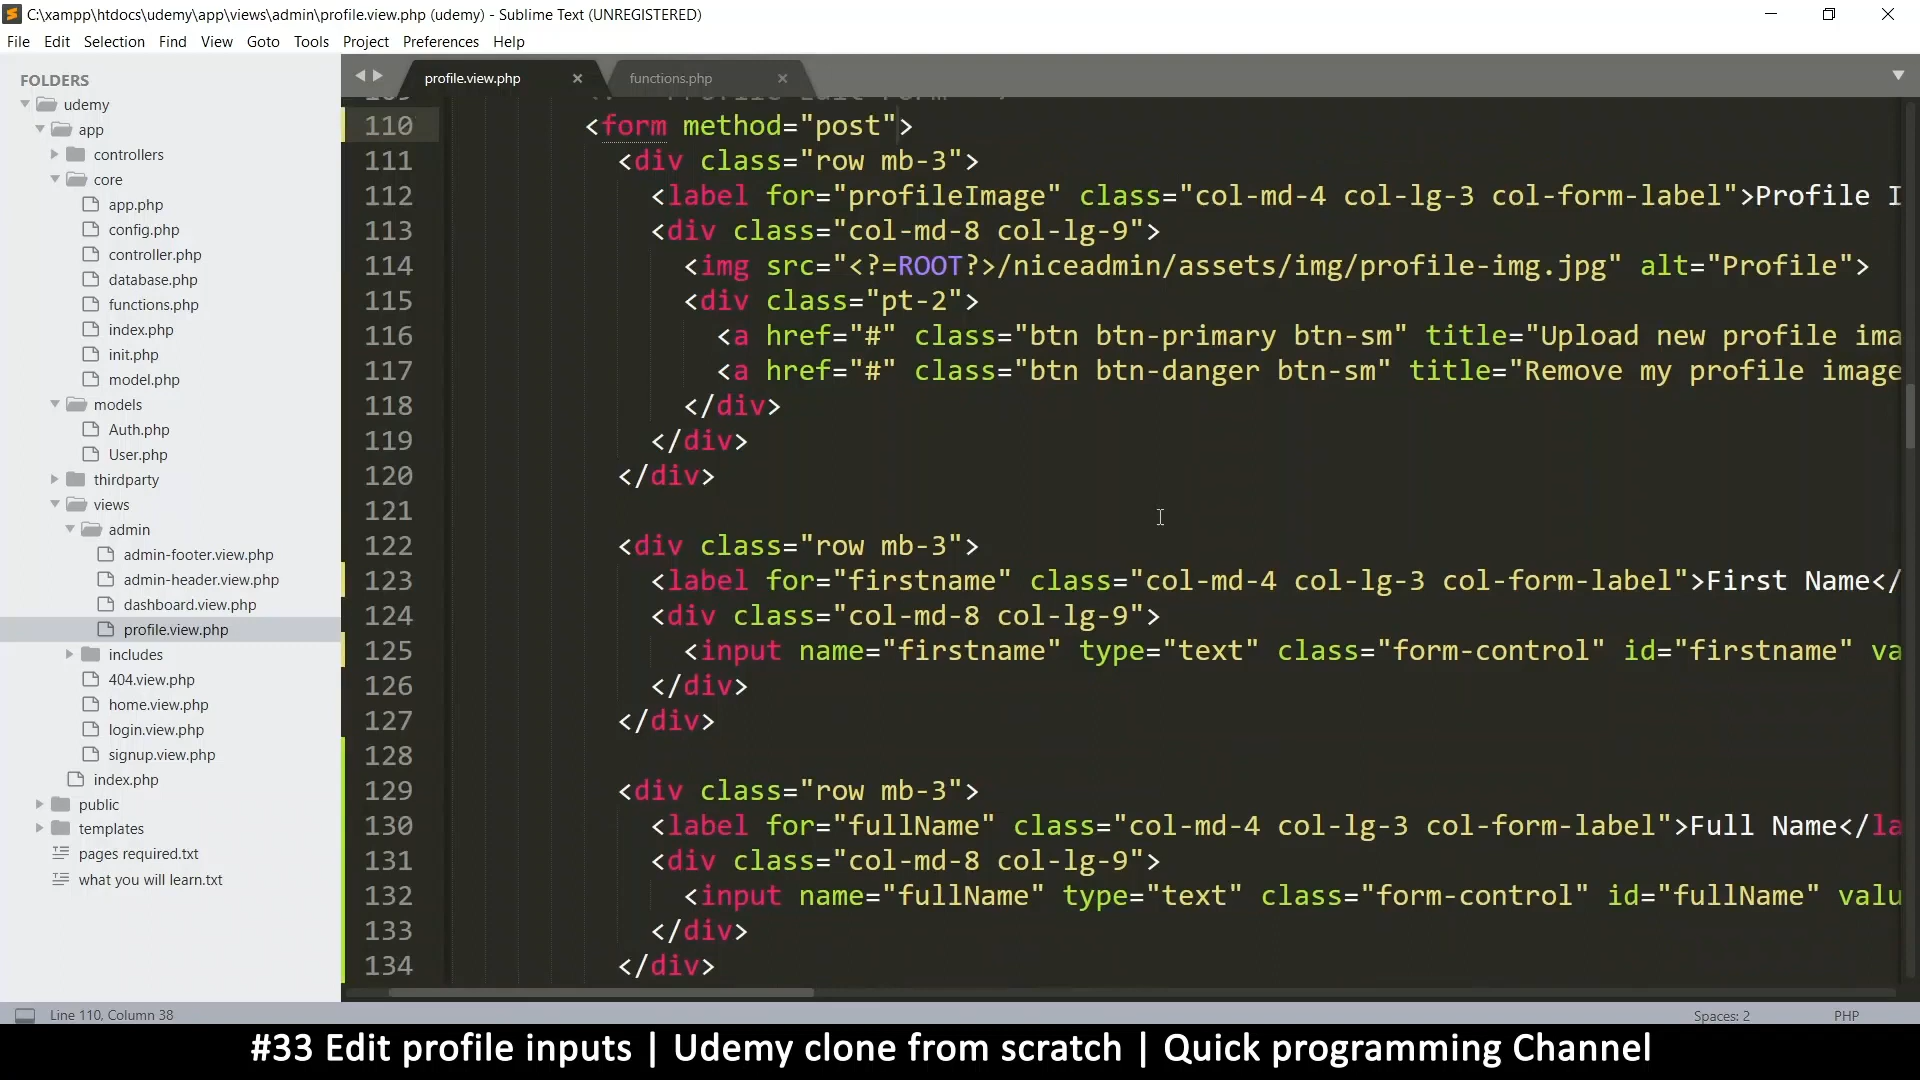 C:\xampp\htdocs\udemy\app\views\admin\profile.view.php (udemy) - Sublime Text (UNREGISTERED)
File Edit Selection Find View Goto Tools Project Preferences Help
FOLDERS
udemy
app
controllers
core
app.php
config.php
controller.php
database.php
functions.php
index.php
init.php
model.php
models
Auth.php
User.php
thirdparty
views
admin
admin-footer.view.php
admin-header.view.php
dashboard.view.php
profile.view.php
includes
404.view.php
home.view.php
login.view.php
signup.view.php
index.php
public
templates
pages required.txt
what you will learn.txt
profile.view.php functions.php
110 <form method="post">
111 <div class="row mb-3">
112 <label for="profileImage" class="col-md-4 col-lg-3 col-form-label">Profile I
113 <div class="col-md-8 col-lg-9">
114 <img src="<?=ROOT?>/niceadmin/assets/img/profile-img.jpg" alt="Profile">
115 <div class="pt-2">
116 <a href="#" class="btn btn-primary btn-sm" title="Upload new profile ima
117 <a href="#" class="btn btn-danger btn-sm" title="Remove my profile image
118 </div>
119 </div>
120 </div>
121
122 <div class="row mb-3">
123 <label for="firstname" class="col-md-4 col-lg-3 col-form-label">First Name</
124 <div class="col-md-8 col-lg-9">
125 <input name="firstname" type="text" class="form-control" id="firstname" va
126 </div>
127 </div>
128
129 <div class="row mb-3">
130 <label for="fullName" class="col-md-4 col-lg-3 col-form-label">Full Name</la
131 <div class="col-md-8 col-lg-9">
132 <input name="fullName" type="text" class="form-control" id="fullName" valu
133 </div>
134 </div>
Line 110, Column 38 Spaces: 2 PHP
#33 Edit profile inputs | Udemy clone from scratch | Quick programming Channel